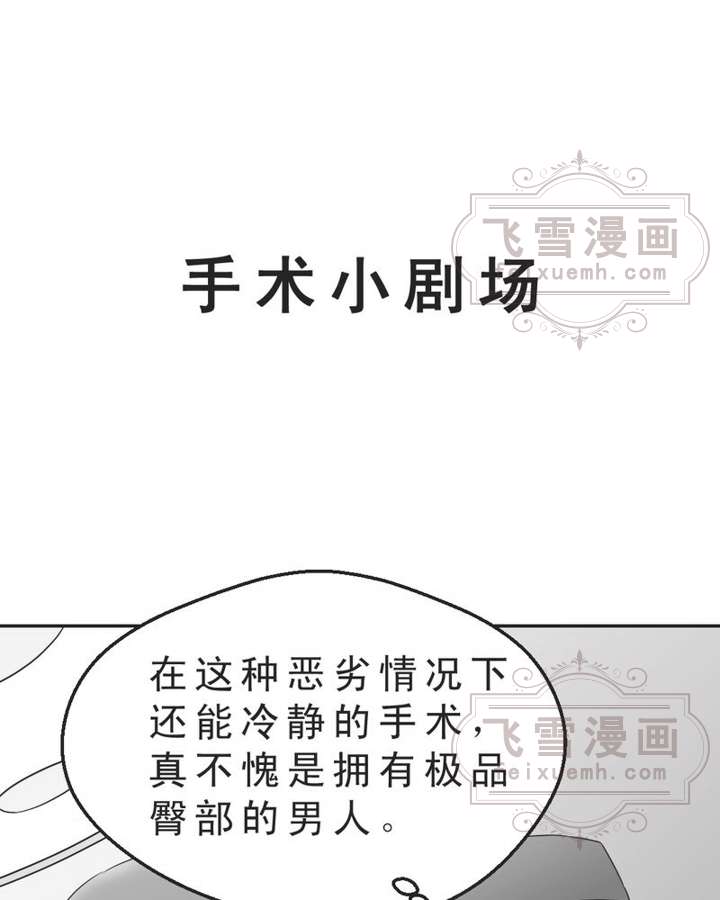 飞雪漫画
feixuemh.com
手术小剧场
在这种恶劣情况下
还能冷静的手术，
真不愧是拥有极品
臀部的男人。
飞雪漫画
feixuemh.com